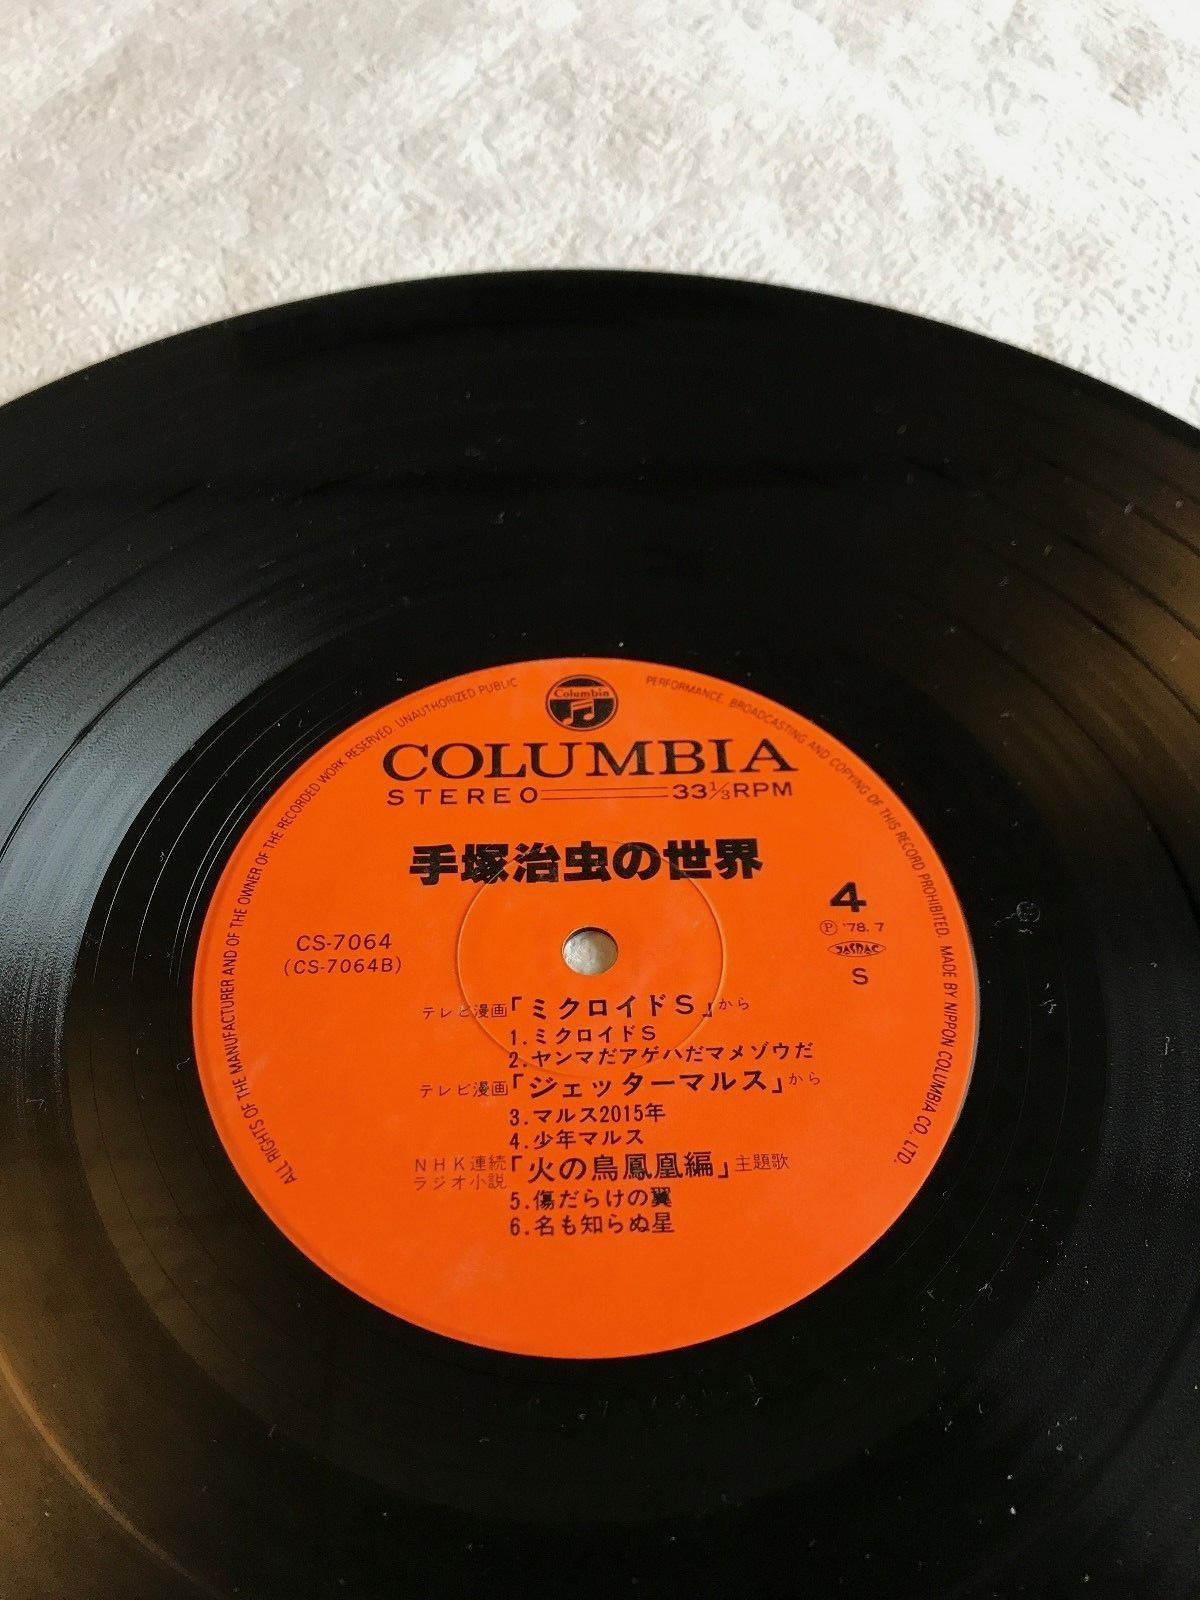 ALL RIGHTS OF THE MANUFACTURER AND OF THE OWNER OF THE RECORDED WORK RESERVED. UNAUTHORIZED PUBLIC PERFORMANCE. BROADCASTING AND COPYING OF THIS RECORD PROHIBITED. MADE BY NIPPON COLUMBIA CO., LTD.
Columbia
COLUMBIA
STEREO 33⅓RPM
手塚治虫の世界
4
Ⓟ '78.7
JASRAC
S
CS-7064
(CS-7064B)
テレビ漫画「ミクロイドS」から
1.ミクロイドS
2.ヤンマだアゲハだマメゾウだ
テレビ漫画「ジェッターマルス」から
3.マルス2015年
4.少年マルス
NHK連続ラジオ小説「火の鳥鳳凰編」主題歌
5.傷だらけの翼
6.名も知らぬ星